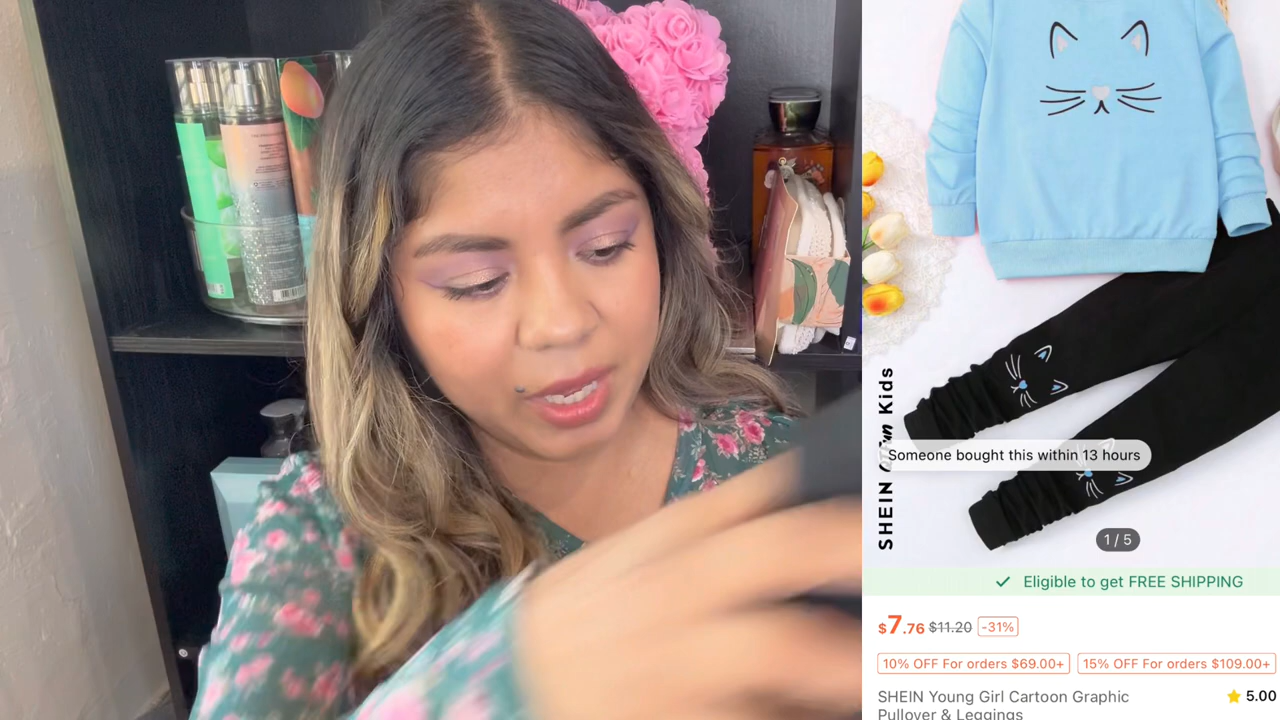 SHEIN Kids
Someone bought this within 13 hours
1 / 5
Eligible to get FREE SHIPPING
$7.76 $11.20 -31%
10% OFF For orders $69.00+ 15% OFF For orders $109.00+
SHEIN Young Girl Cartoon Graphic 5.00
Pullover & Leggings